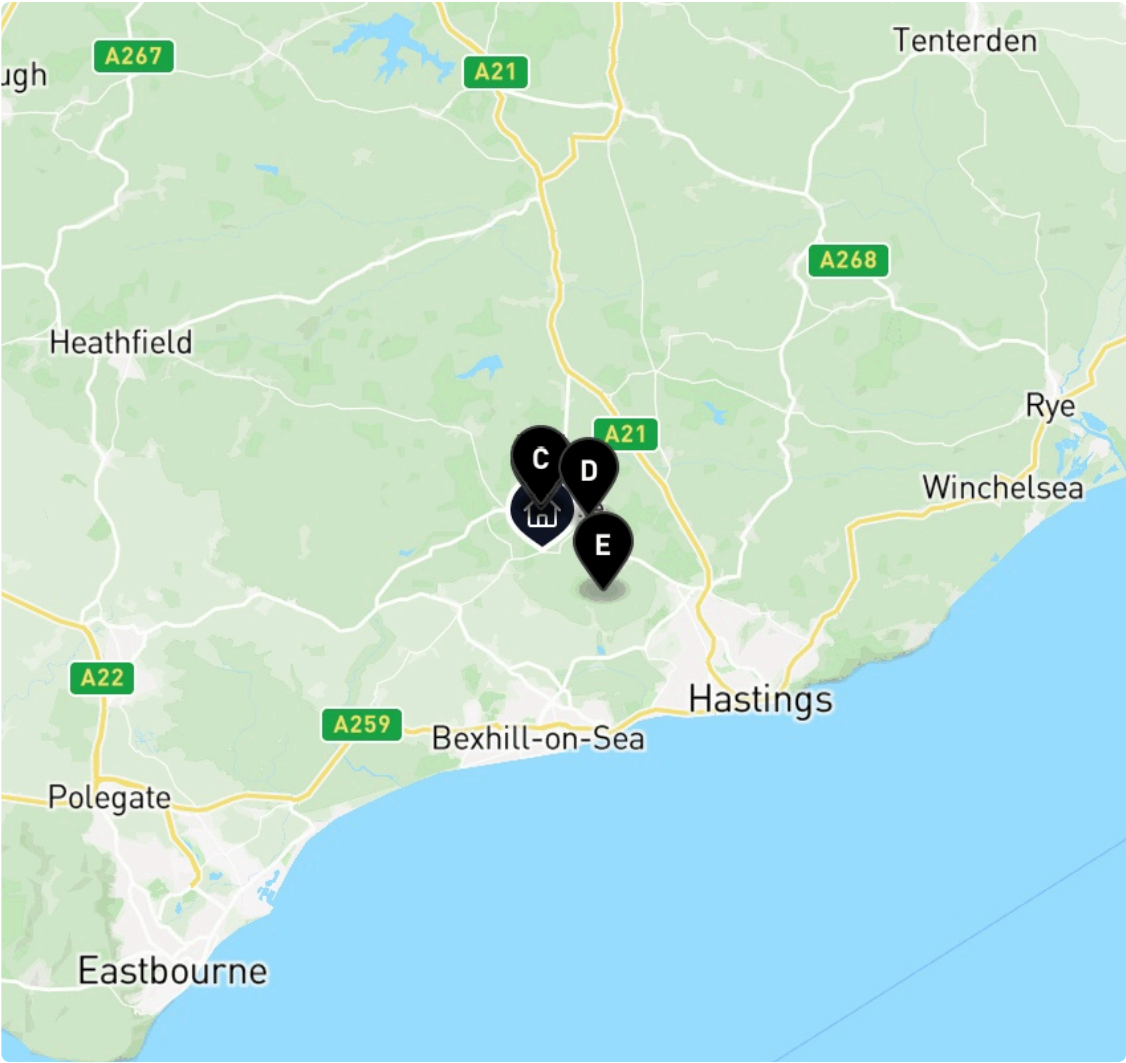 Tenterden
A267
A21
ugh
A268
Heathfield
Rye
A21
C
D
Winchelsea
E
A22
Hastings
A259
Bexhill-on-Sea
Polegate
Eastbourne